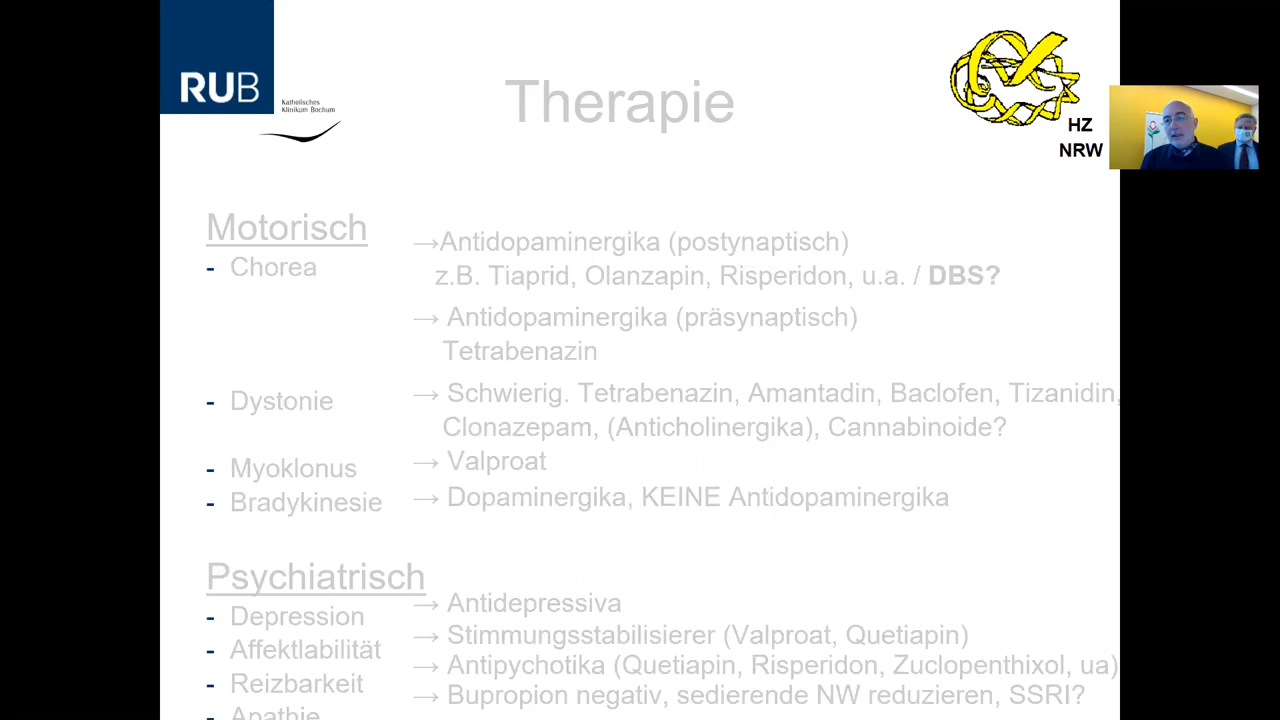 RUB
Katholisches
Klinikum Bochum
Therapie
HZ
NRW
Motorisch
- Chorea
→Antidopaminergika (postynaptisch)
z.B. Tiaprid, Olanzapin, Risperidon, u.a. / DBS?
→ Antidopaminergika (präsynaptisch)
Tetrabenazin
- Dystonie
→ Schwierig. Tetrabenazin, Amantadin, Baclofen, Tizanidin,
Clonazepam, (Anticholinergika), Cannabinoide?
- Myoklonus
→ Valproat
- Bradykinesie
→ Dopaminergika, KEINE Antidopaminergika
Psychiatrisch
- Depression
→ Antidepressiva
- Affektlabilität
→ Stimmungsstabilisierer (Valproat, Quetiapin)
- Reizbarkeit
→ Antipychotika (Quetiapin, Risperidon, Zuclopenthixol, ua)
- Apathie
→ Bupropion negativ, sedierende NW reduzieren, SSRI?